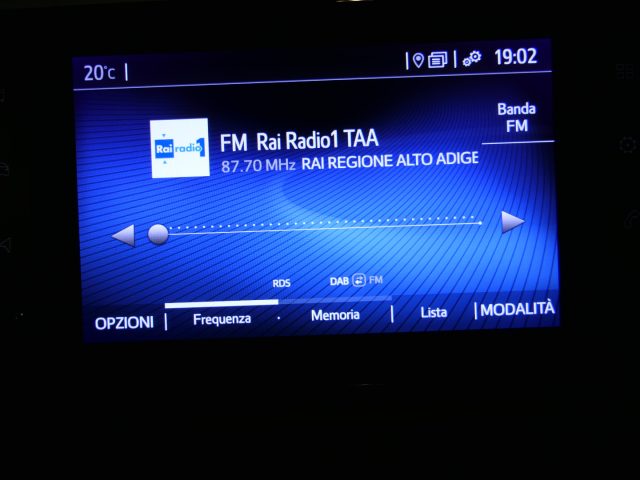 20°C
19:02
Banda
FM
Rai radio 1
FM Rai Radio1 TAA
87.70 MHz RAI REGIONE ALTO ADIGE
RDS DAB FM
OPZIONI Frequenza Memoria Lista MODALITÀ